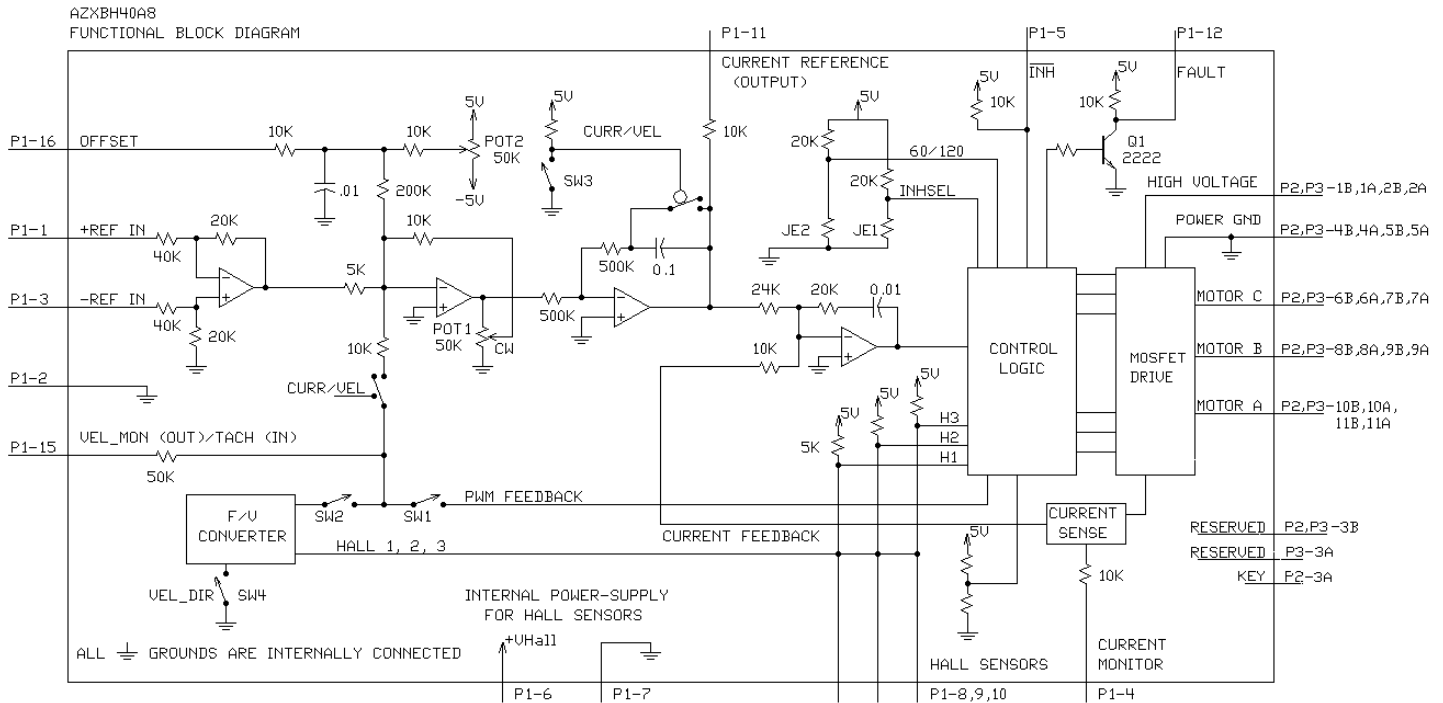 AZXBH40A8
FUNCTIONAL BLOCK DIAGRAM
P1-11
P1-5
P1-12
CURRENT REFERENCE
(OUTPUT)
INH
FAULT
5V
5V
10K
10K
Q1
2222
P1-16
OFFSET
10K
10K
5V
POT2
50K
-5V
.01
200K
5V
SW3
CURR/VEL
10K
5V
20K
60/120
20K
INHSEL
JE2
JE1
HIGH VOLTAGE
P2,P3-1B,1A,2B,2A
POWER GND
P2,P3-4B,4A,5B,5A
P1-1
+REF IN
40K
20K
10K
500K
0.1
P1-3
-REF IN
40K
20K
5K
POT1
50K
CW
500K
24K
20K
0.01
10K
CONTROL
LOGIC
MOSFET
DRIVE
MOTOR C
P2,P3-6B,6A,7B,7A
MOTOR B
P2,P3-8B,8A,9B,9A
MOTOR A
P2,P3-10B,10A,
11B,11A
P1-2
10K
CURR/VEL
5V
5V
5V
5K
H3
H2
H1
P1-15
VEL_MON (OUT)/TACH (IN)
50K
F/V
CONVERTER
SW2
SW1
PWM FEEDBACK
CURRENT FEEDBACK
CURRENT
SENSE
HALL 1, 2, 3
5V
10K
RESERVED
P2,P3-3B
RESERVED
P3-3A
KEY
P2-3A
VEL_DIR
SW4
INTERNAL POWER-SUPPLY
FOR HALL SENSORS
+VHall
ALL GROUNDS ARE INTERNALLY CONNECTED
HALL SENSORS
CURRENT
MONITOR
P1-6
P1-7
P1-8,9,10
P1-4